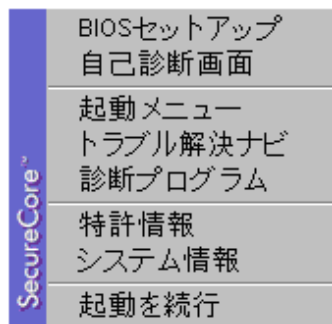 BIOSセットアップ
自己診断画面
起動メニュー
トラブル解決ナビ
診断プログラム
特許情報
システム情報
起動を続行
SecureCore™